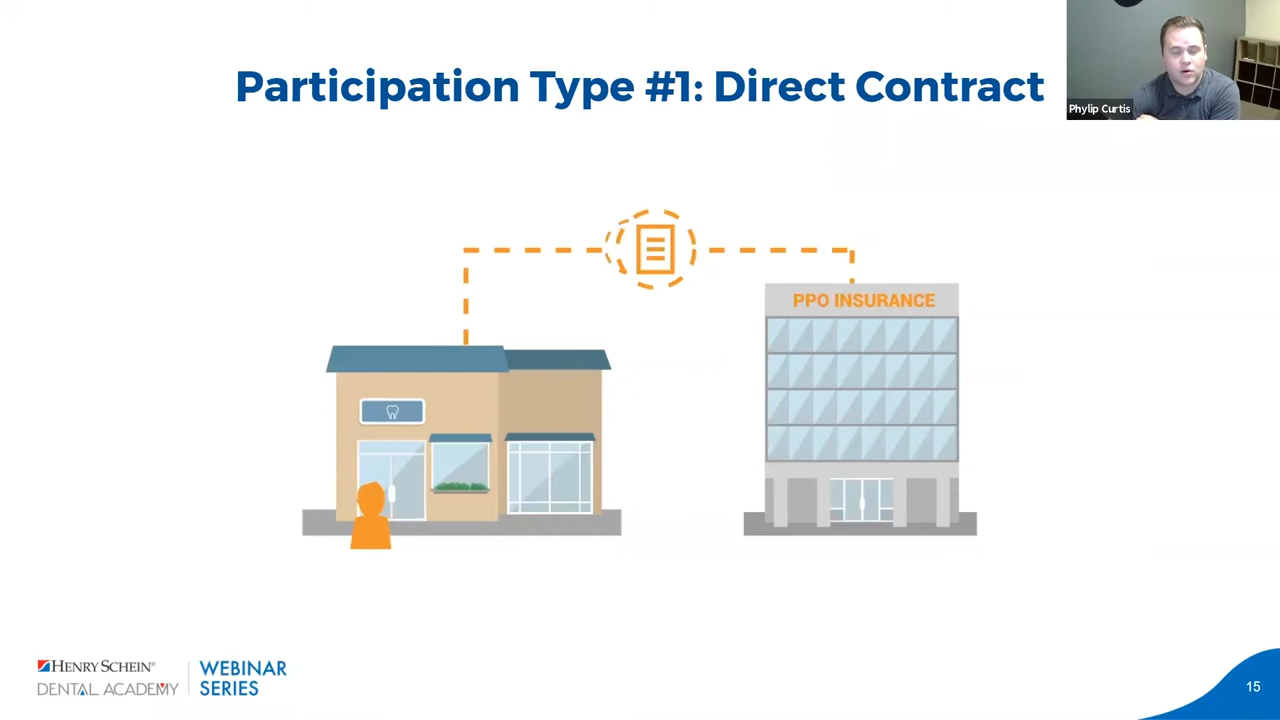 Participation Type #1: Direct Contract
Phylip Curtis
PPO INSURANCE
HENRY SCHEIN®
DENTAL ACADEMY
WEBINAR
SERIES
15